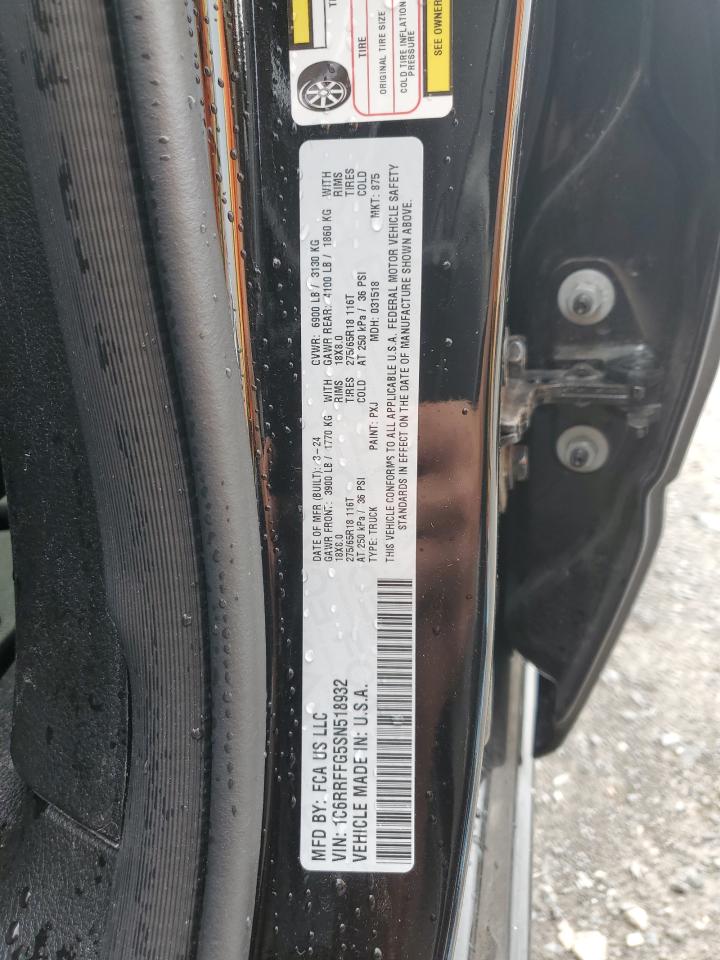 MFD BY: FCA US LLC
VIN: 1C6RRFFG5SN518932
VEHICLE MADE IN: U.S.A.
DATE OF MFR (BUILT): 3-24
GAWR FRONT: 3900 LB / 1770 KG WITH
18X8.0 RIMS
275/65R18 116T TIRES
AT 250 kPa / 36 PSI COLD
TYPE: TRUCK PAINT: PXJ
GVWR: 6900 LB / 3130 KG
GAWR REAR: 4100 LB / 1860 KG WITH
18X8.0 RIMS
275/65R18 116T TIRES
AT 250 kPa / 36 PSI COLD
MDH: 031518 MKT: 875
THIS VEHICLE CONFORMS TO ALL APPLICABLE U.S.A. FEDERAL MOTOR VEHICLE SAFETY
STANDARDS IN EFFECT ON THE DATE OF MANUFACTURE SHOWN ABOVE.
TIRE
ORIGINAL TIRE SIZE
COLD TIRE INFLATION
PRESSURE
SEE OWNER